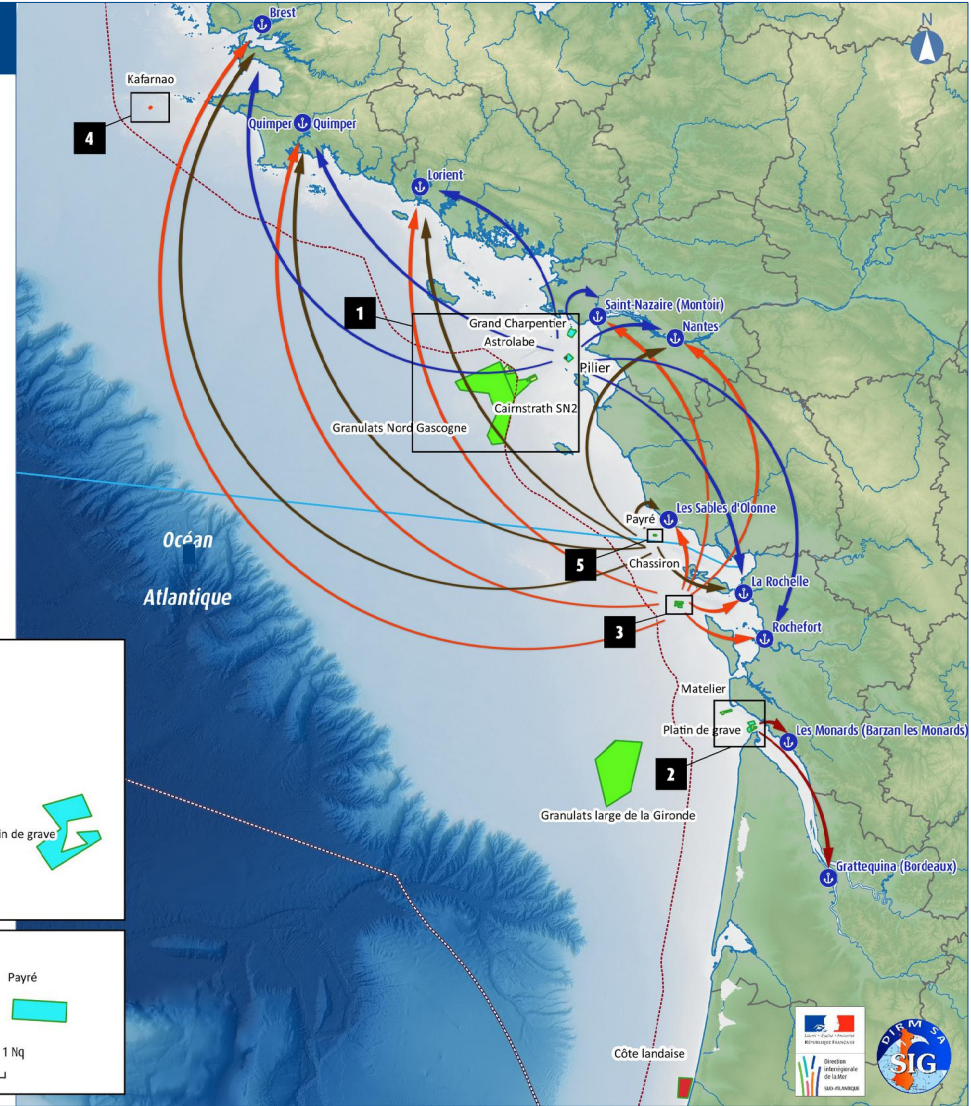 Brest
N
Kafarnao
4
Quimper
Quimper
Lorient
1
Saint-Nazaire (Montoir)
Grand Charpentier
Nantes
Astrolabe
Pilier
Cairnstrath SN2
Granulats Nord Gascogne
Les Sables d'Olonne
Payré
Océan
Atlantique
5
Chassiron
La Rochelle
3
Rochefort
Matelier
Platin de grave
Les Monards (Barzan les Monards)
2
Granulats large de la Gironde
in de grave
Grattequina (Bordeaux)
Payré
1 Nq
Côte landaise
RÉPUBLIQUE FRANÇAISE
Direction
interrégionale
de la Mer
SUD-ATLANTIQUE
DIRM SA
SIG